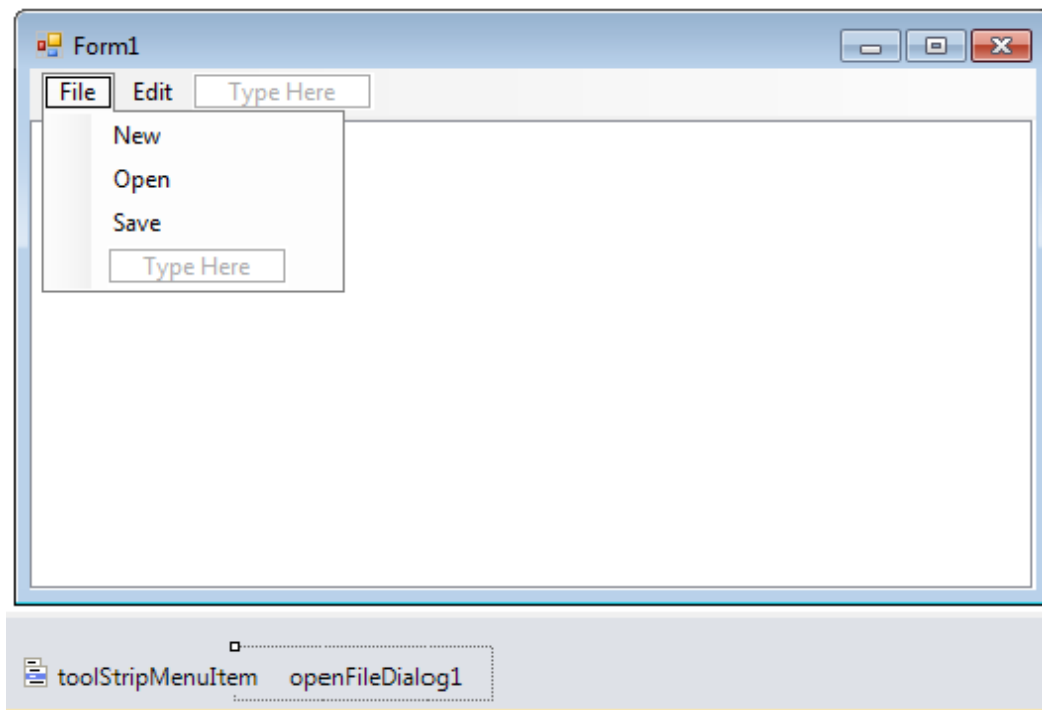 Form1
File Edit Type Here
New
Open
Save
Type Here
toolStripMenuItem openFileDialog1